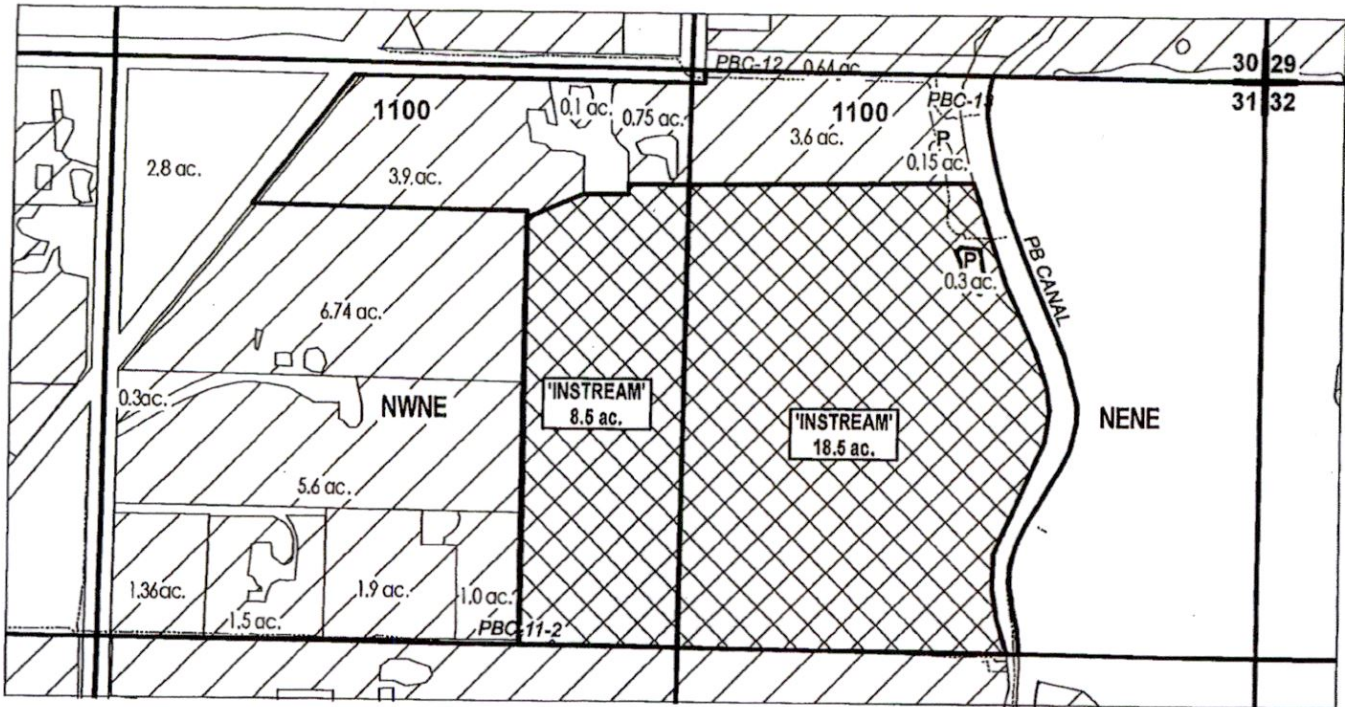 PBC-12 0.64 ac.
30 29
31 32
1100
0.1 ac.
0.75 ac.
1100
PBC-13
P
2.8 ac.
3.9 ac.
3.6 ac.
0.15 ac.
PB CANAL
P
0.3 ac.
6.74 ac.
0.3ac.
NWNE
'INSTREAM'
8.5 ac.
'INSTREAM'
18.5 ac.
NENE
5.6 ac.
1.36ac.
1.5 ac.
1.9 ac.
1.0 ac.
PBC-11-2